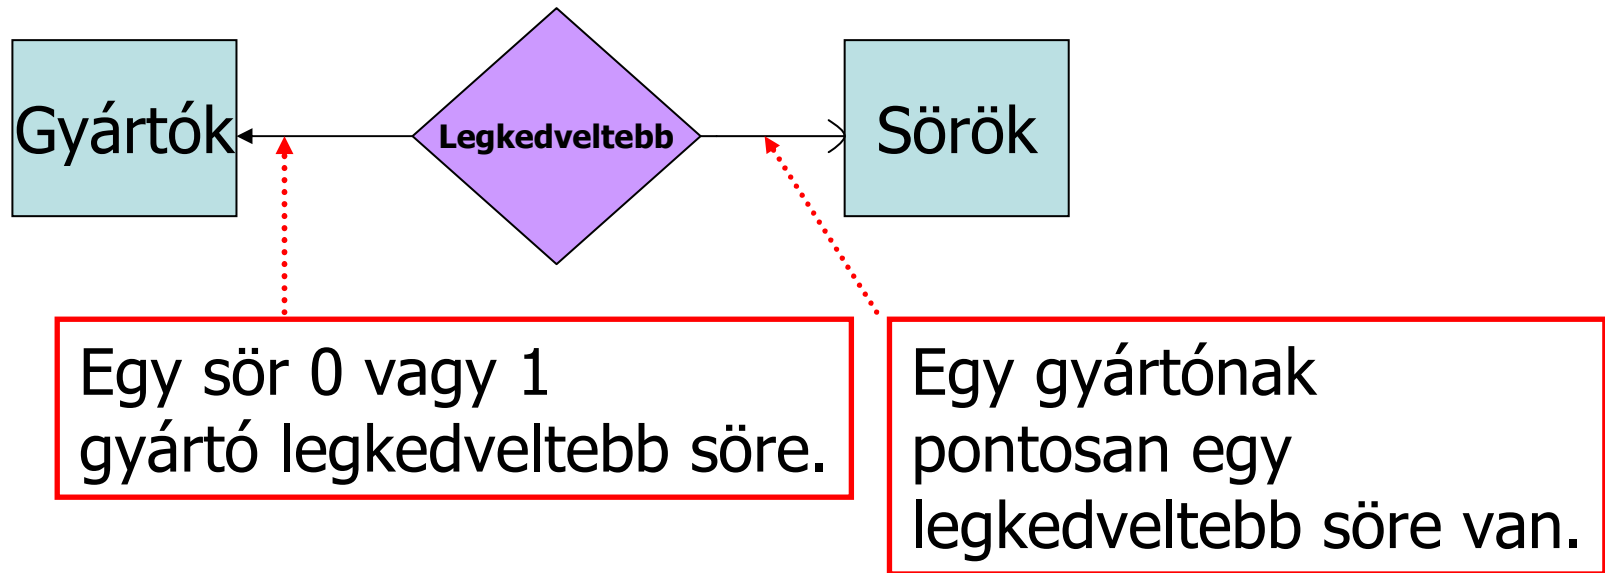 Gyártók
Legkedveltebb
Sörök
Egy sör 0 vagy 1
gyártó legkedveltebb söre.
Egy gyártónak
pontosan egy
legkedveltebb söre van.